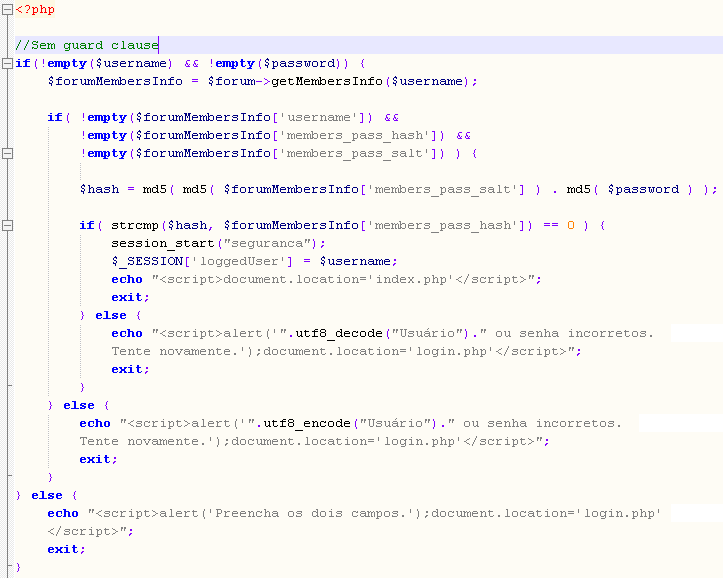 <?php
//Sem guard clause
if(!empty($username) && !empty($password)) {
$forumMembersInfo = $forum->getMembersInfo($username);
if( !empty($forumMembersInfo['username']) &&
!empty($forumMembersInfo['members_pass_hash']) &&
!empty($forumMembersInfo['members_pass_salt']) ) {
$hash = md5( md5( $forumMembersInfo['members_pass_salt'] ) . md5( $password ) );
if( strcmp($hash, $forumMembersInfo['members_pass_hash']) == 0 ) {
session_start("seguranca");
$_SESSION['loggedUser'] = $username;
echo "<script>document.location='index.php'</script>";
exit;
} else {
echo "<script>alert('".utf8_decode("Usuário")." ou senha incorretos.
Tente novamente.');document.location='login.php'</script>";
exit;
}
} else {
echo "<script>alert('".utf8_encode("Usuário")." ou senha incorretos.
Tente novamente.');document.location='login.php'</script>";
exit;
}
} else {
echo "<script>alert('Preencha os dois campos.');document.location='login.php'
</script>";
exit;
}